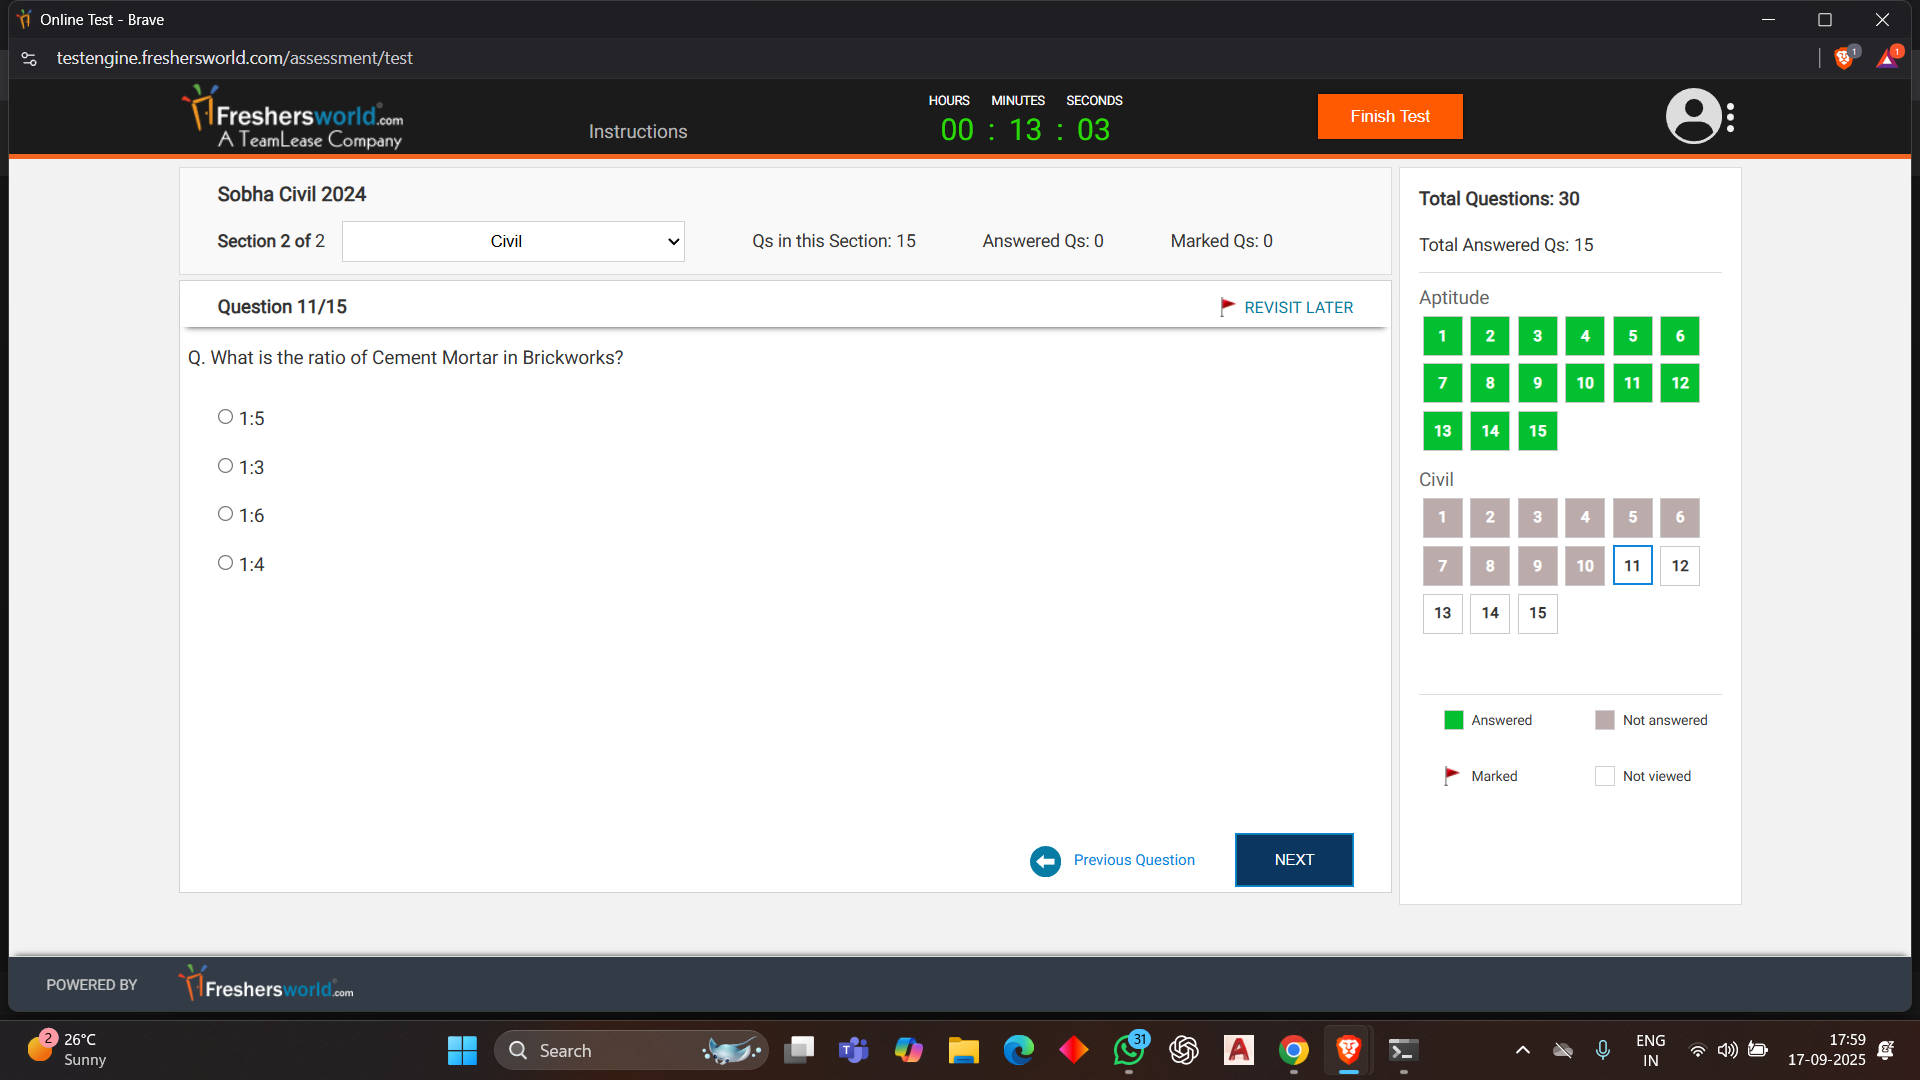 Online Test - Brave
testengine.freshersworld.com/assessment/test
1
1
Freshersworld.com
A TeamLease Company
Instructions
HOURS MINUTES SECONDS
00 : 13 : 03
Finish Test
Sobha Civil 2024
Section 2 of 2
Civil
Qs in this Section: 15
Answered Qs: 0
Marked Qs: 0
Question 11/15
REVISIT LATER
Q. What is the ratio of Cement Mortar in Brickworks?
1:5
1:3
1:6
1:4
Previous Question
NEXT
Total Questions: 30
Total Answered Qs: 15
Aptitude
1 2 3 4 5 6
7 8 9 10 11 12
13 14 15
Civil
1 2 3 4 5 6
7 8 9 10 11 12
13 14 15
Answered
Not answered
Marked
Not viewed
POWERED BY
Freshersworld.com
2
26°C
Sunny
Search
31
ENG
IN
17:59
17-09-2025